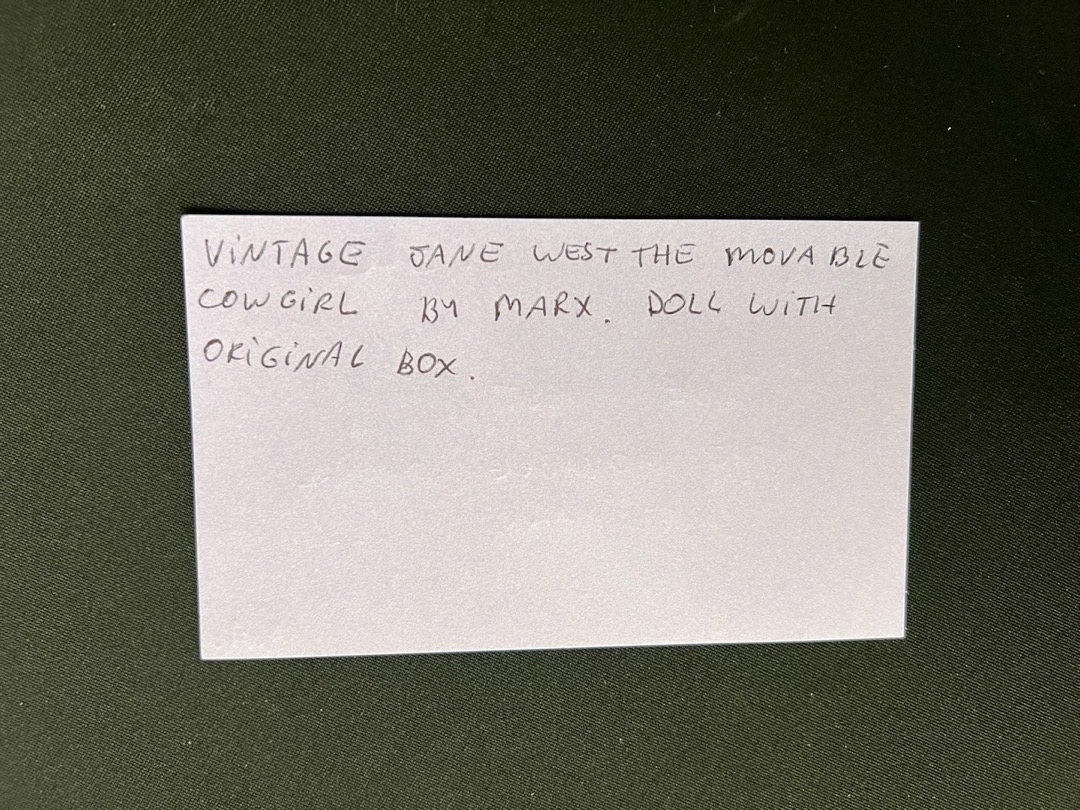 ViNTAGE JANE WEST THE MOVABLE
COWGiRL BY MARX. DOLL WiTH
ORiGiNAL BOX.